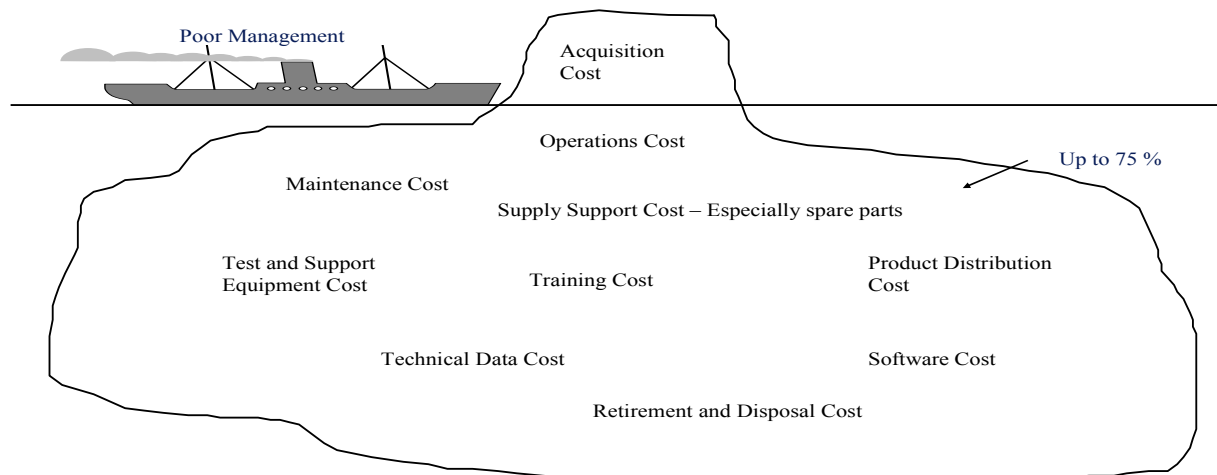 Poor Management
Acquisition
Cost
Operations Cost
Up to 75 %
Maintenance Cost
Supply Support Cost – Especially spare parts
Test and Support
Equipment Cost
Training Cost
Product Distribution
Cost
Technical Data Cost
Software Cost
Retirement and Disposal Cost